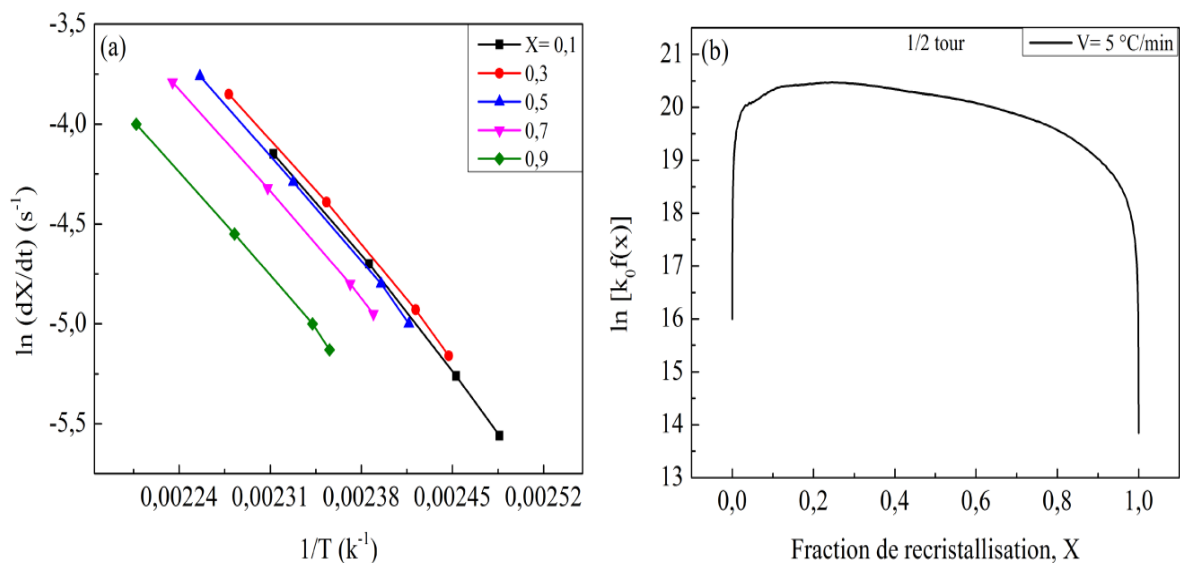 (a)
X= 0,1
0,3
0,5
0,7
0,9
-3,5
-4,0
-4,5
-5,0
-5,5
ln (dX/dt) (s⁻¹)
0,00224 0,00231 0,00238 0,00245 0,00252
1/T (k⁻¹)
(b)
1/2 tour
V= 5 °C/min
21
20
19
18
17
16
15
14
13
ln [k₀f(x)]
0,0 0,2 0,4 0,6 0,8 1,0
Fraction de recristallisation, X